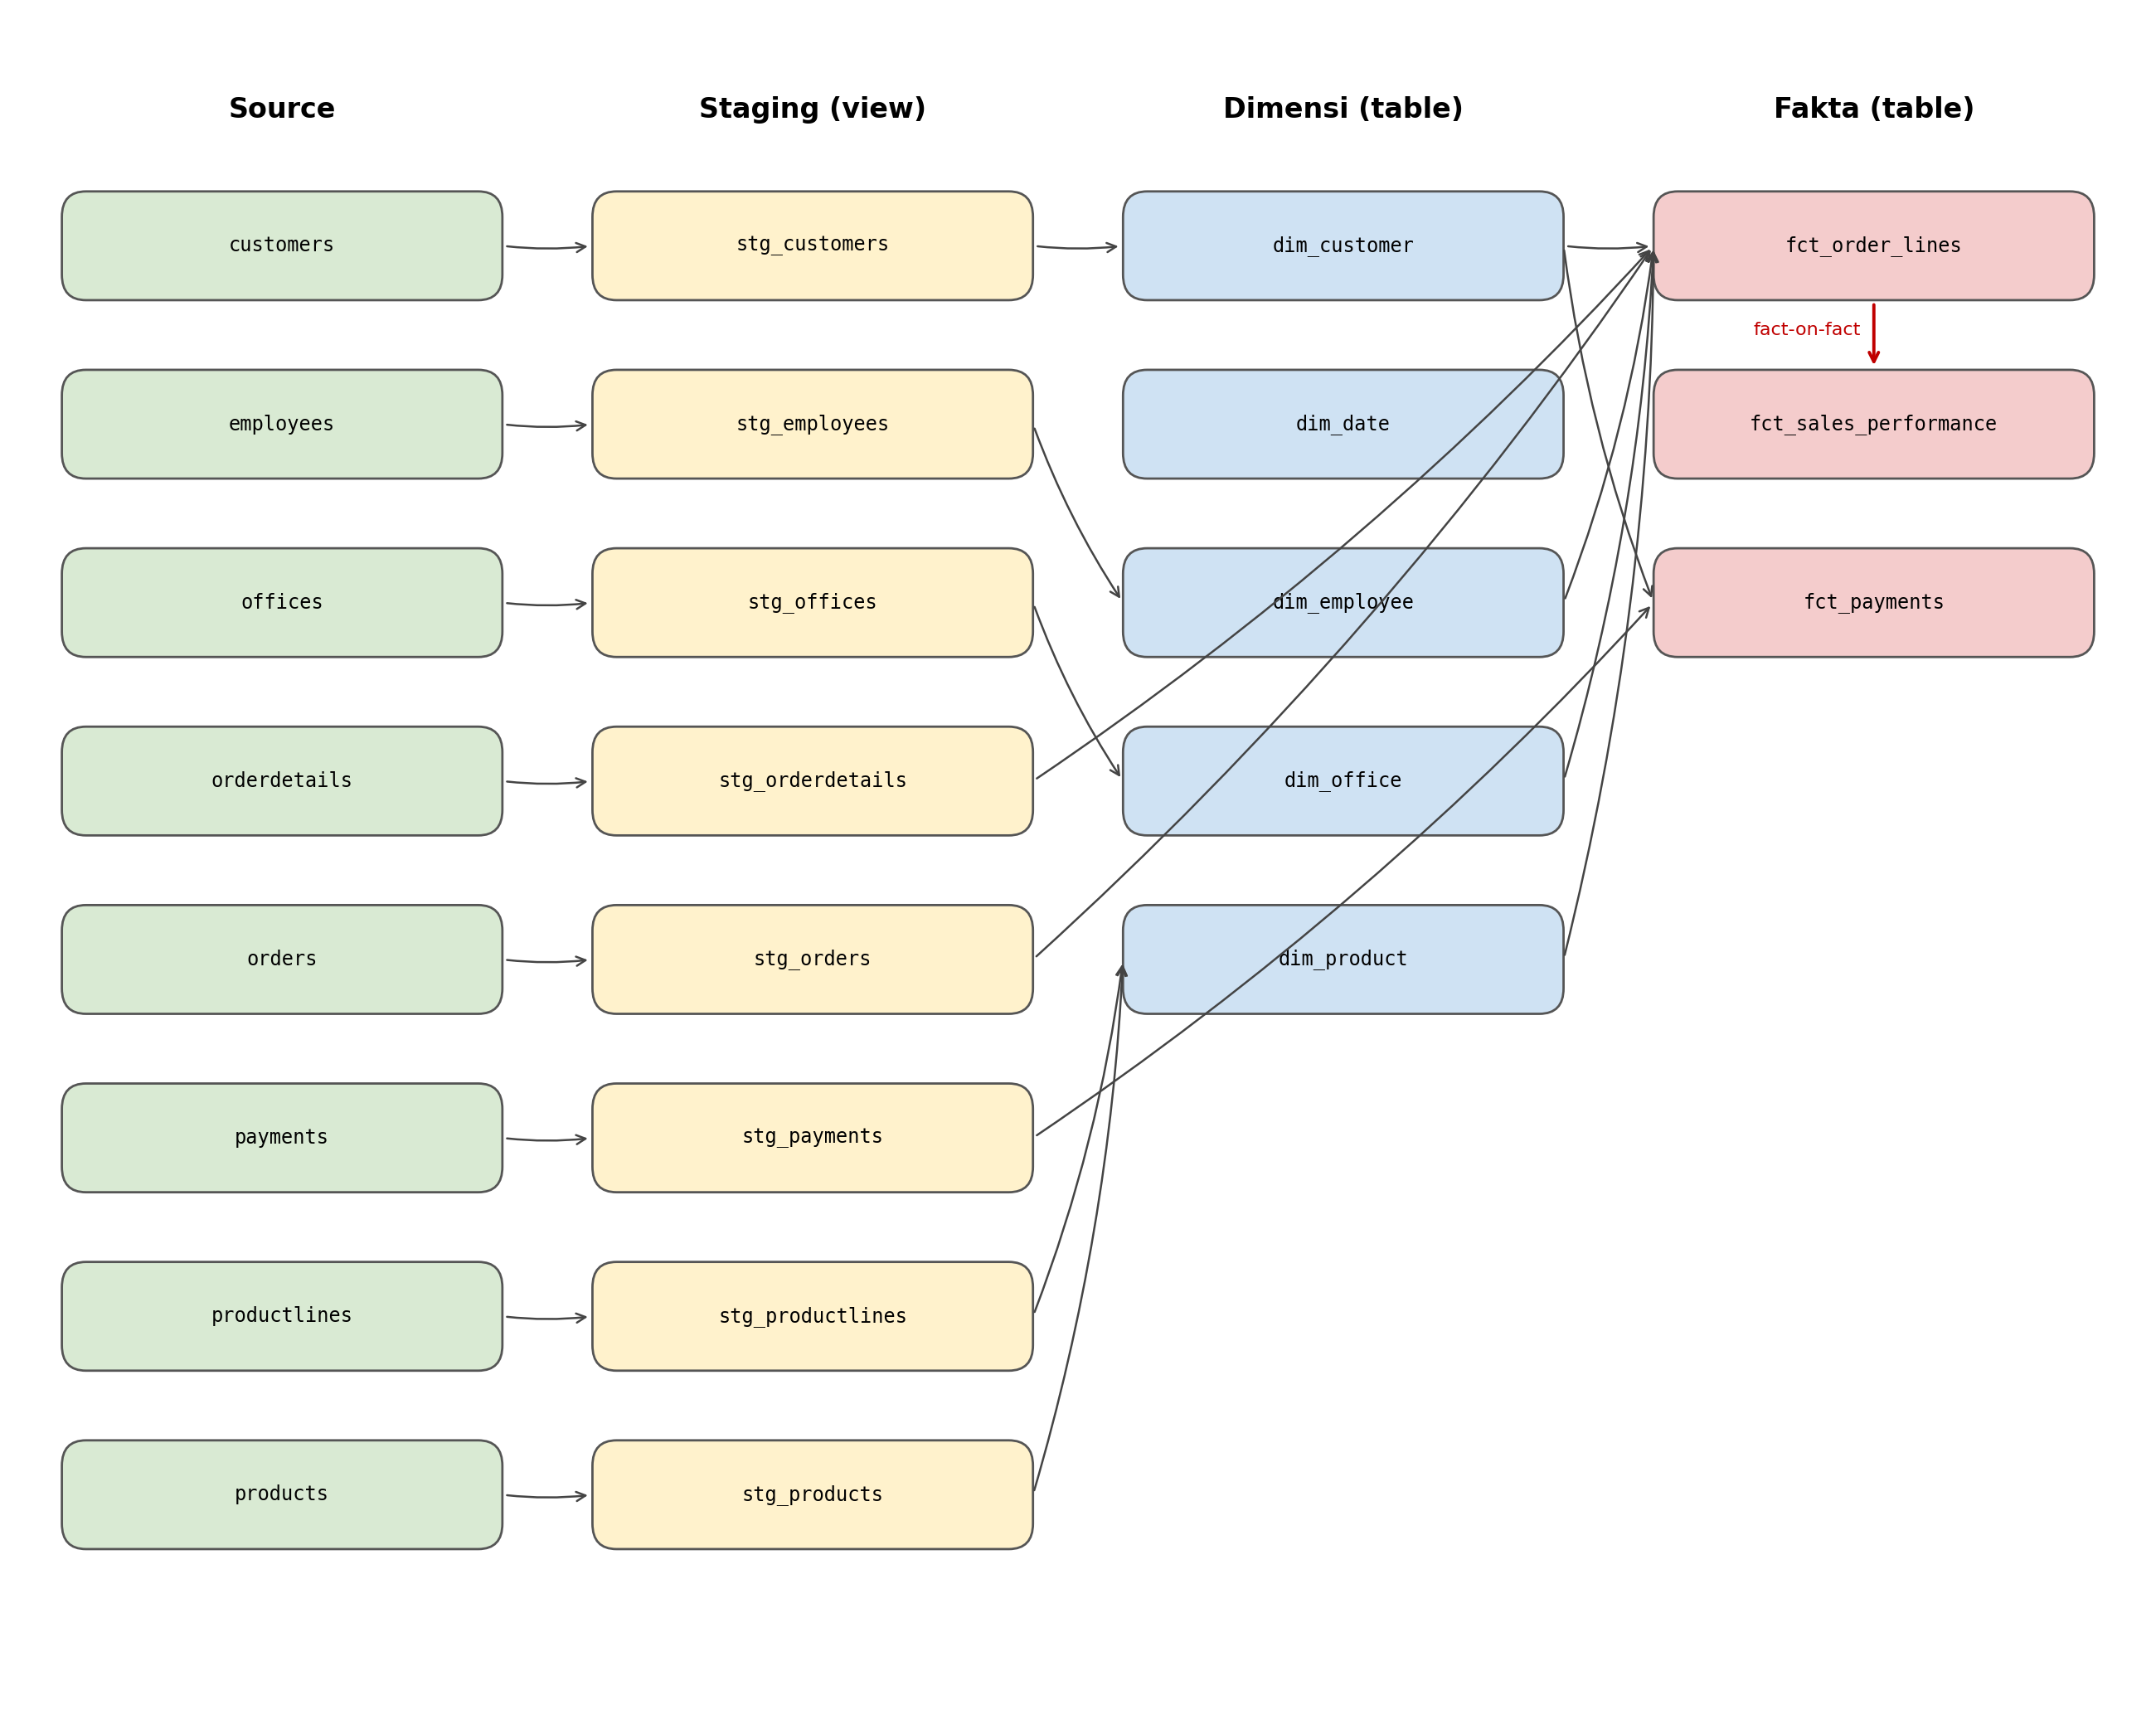 Source
Staging (view)
Dimensi (table)
Fakta (table)
customers
stg_customers
dim_customer
fct_order_lines
fact-on-fact
employees
stg_employees
dim_date
fct_sales_performance
offices
stg_offices
dim_employee
fct_payments
orderdetails
stg_orderdetails
dim_office
orders
stg_orders
dim_product
payments
stg_payments
productlines
stg_productlines
products
stg_products